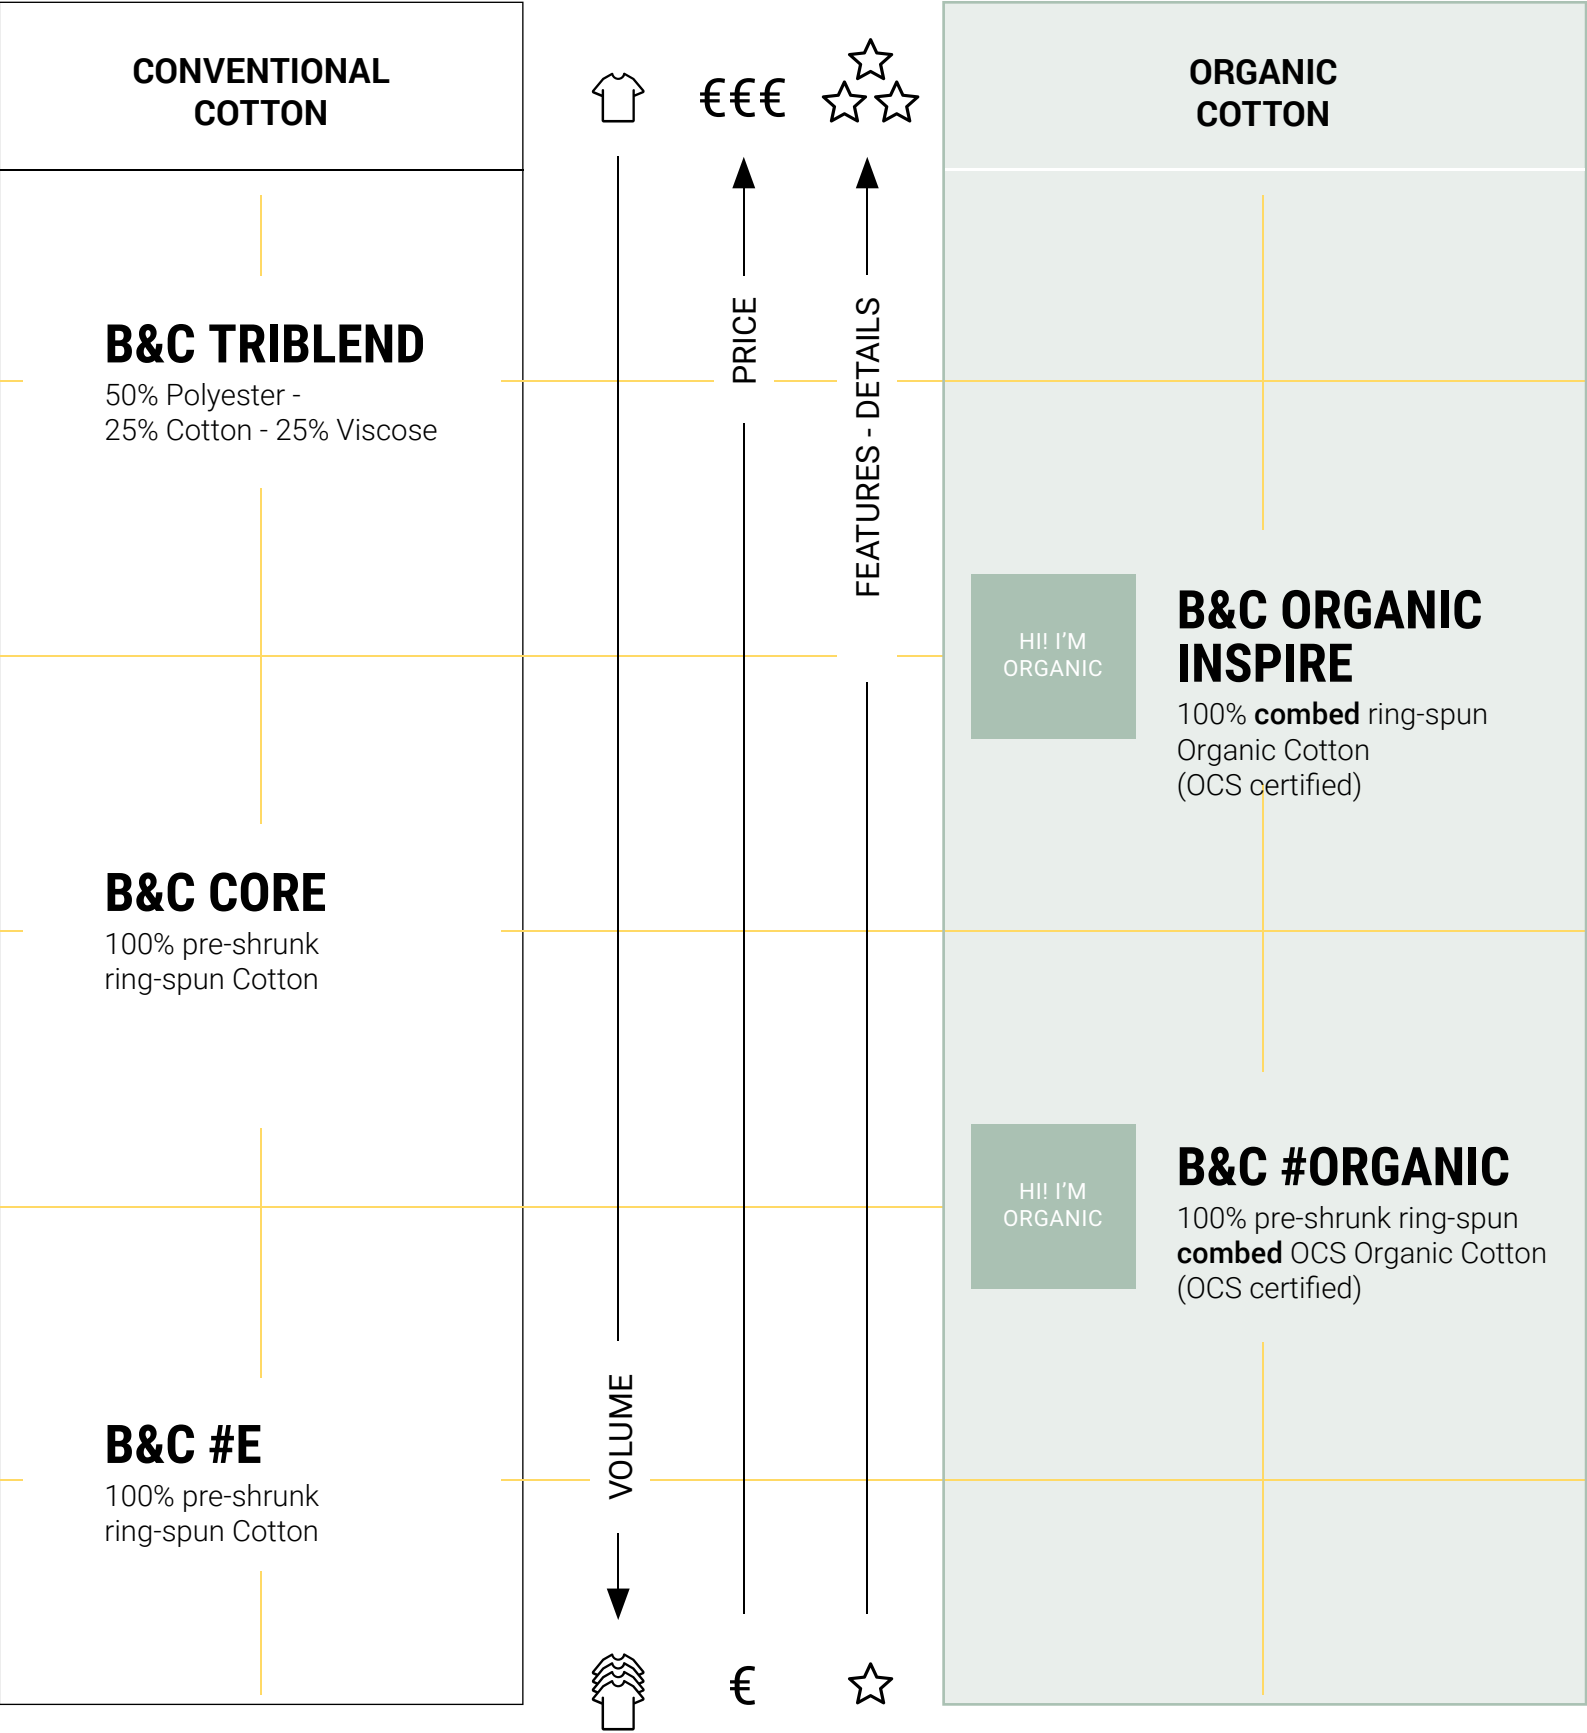 CONVENTIONAL
COTTON
B&C TRIBLEND
50% Polyester -
25% Cotton - 25% Viscose
B&C CORE
100% pre-shrunk
ring-spun Cotton
B&C #E
100% pre-shrunk
ring-spun Cotton
€€€
PRICE
FEATURES - DETAILS
VOLUME
€
ORGANIC
COTTON
HI! I'M
ORGANIC
B&C ORGANIC
INSPIRE
100% combed ring-spun
Organic Cotton
(OCS certified)
HI! I'M
ORGANIC
B&C #ORGANIC
100% pre-shrunk ring-spun
combed OCS Organic Cotton
(OCS certified)